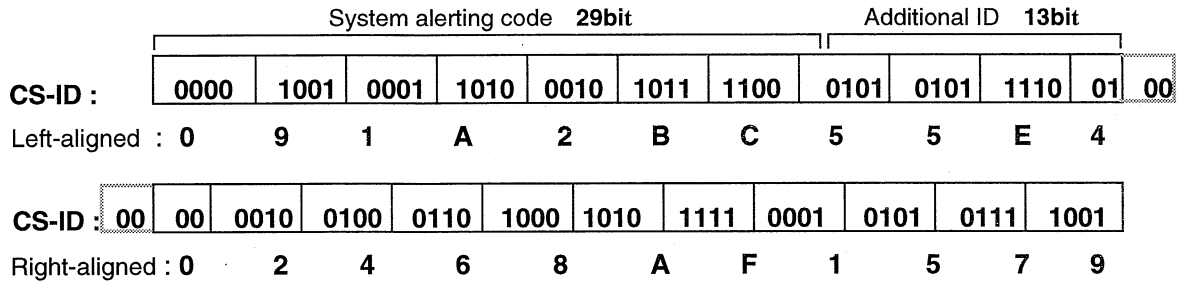 System alerting code 29bit Additional ID 13bit
CS-ID : 0000 1001 0001 1010 0010 1011 1100 0101 0101 1110 01 00
Left-aligned : 0 9 1 A 2 B C 5 5 E 4
CS-ID : 00 00 0010 0100 0110 1000 1010 1111 0001 0101 0111 1001
Right-aligned : 0 2 4 6 8 A F 1 5 7 9